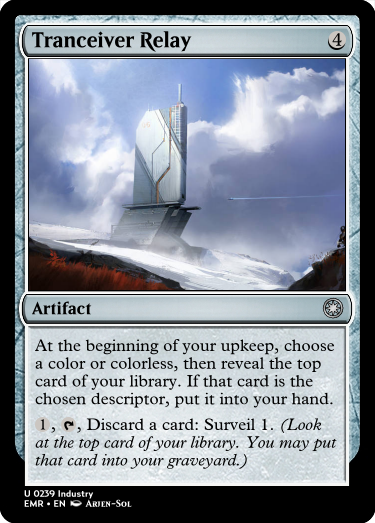 Tranceiver Relay 4
Artifact
At the beginning of your upkeep, choose
a color or colorless, then reveal the top
card of your library. If that card is the
chosen descriptor, put it into your hand.
1, , Discard a card: Surveil 1. (Look
at the top card of your library. You may put
that card into your graveyard.)
U 0239 Industry
EMR • EN Arjen-Sol